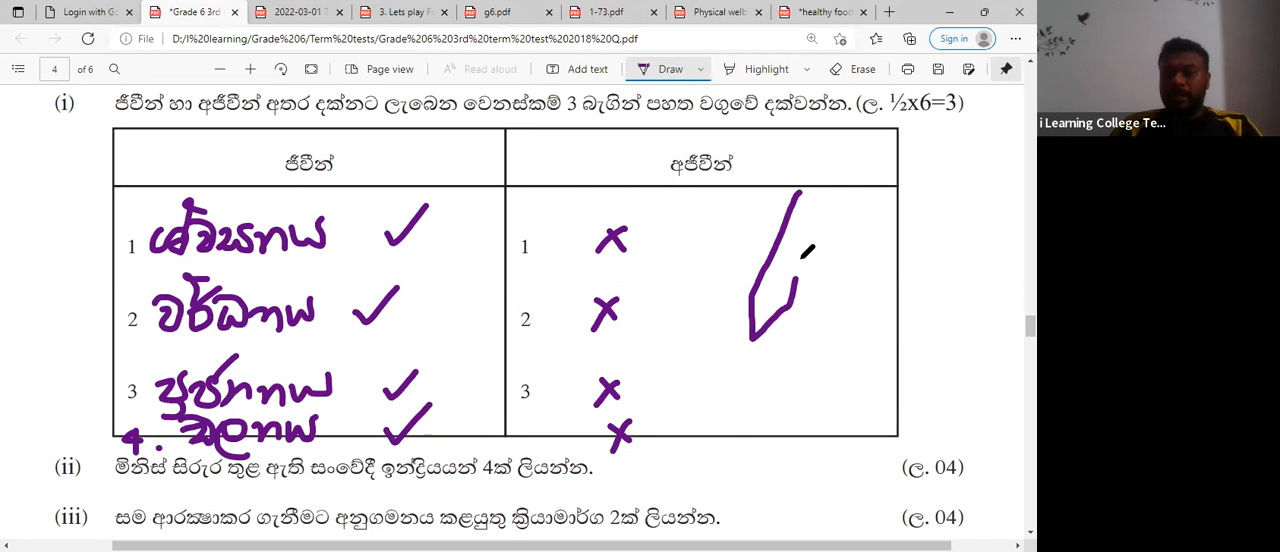 Login with G
*Grade 6 3rd
2022-03-01 7
3. Lets play F
g6.pdf
1-73.pdf
Physical welb
*healthy food
File D:/I%20learning/Grade%206/Term%20tests/Grade%206%203rd%20term%20test%202018%20Q.pdf
Sign in
4 of 6 Page view Read aloud Add text Draw Highlight Erase
(i) ජීවීන් හා අජීවීන් අතර දක්නට ලැබෙන වෙනස්කම් 3 බැගින් පහත වගුවේ දක්වන්න. (ල. ½x6=3)
ජීවීන් අජීවීන්
1 ශ්වසනය ✓ 1 x
2 වර්ධනය ✓ 2 x
3 ප්‍රජනනය ✓ 3 x
4. චලනය ✓ x
(ii) මිනිස් සිරුර තුළ ඇති සංවේදී ඉන්ද්‍රියයන් 4ක් ලියන්න. (ල. 04)
(iii) සම ආරක්‍ෂාකර ගැනීමට අනුගමනය කළයුතු ක්‍රියාමාර්ග 2ක් ලියන්න. (ල. 04)
i Learning College Te...